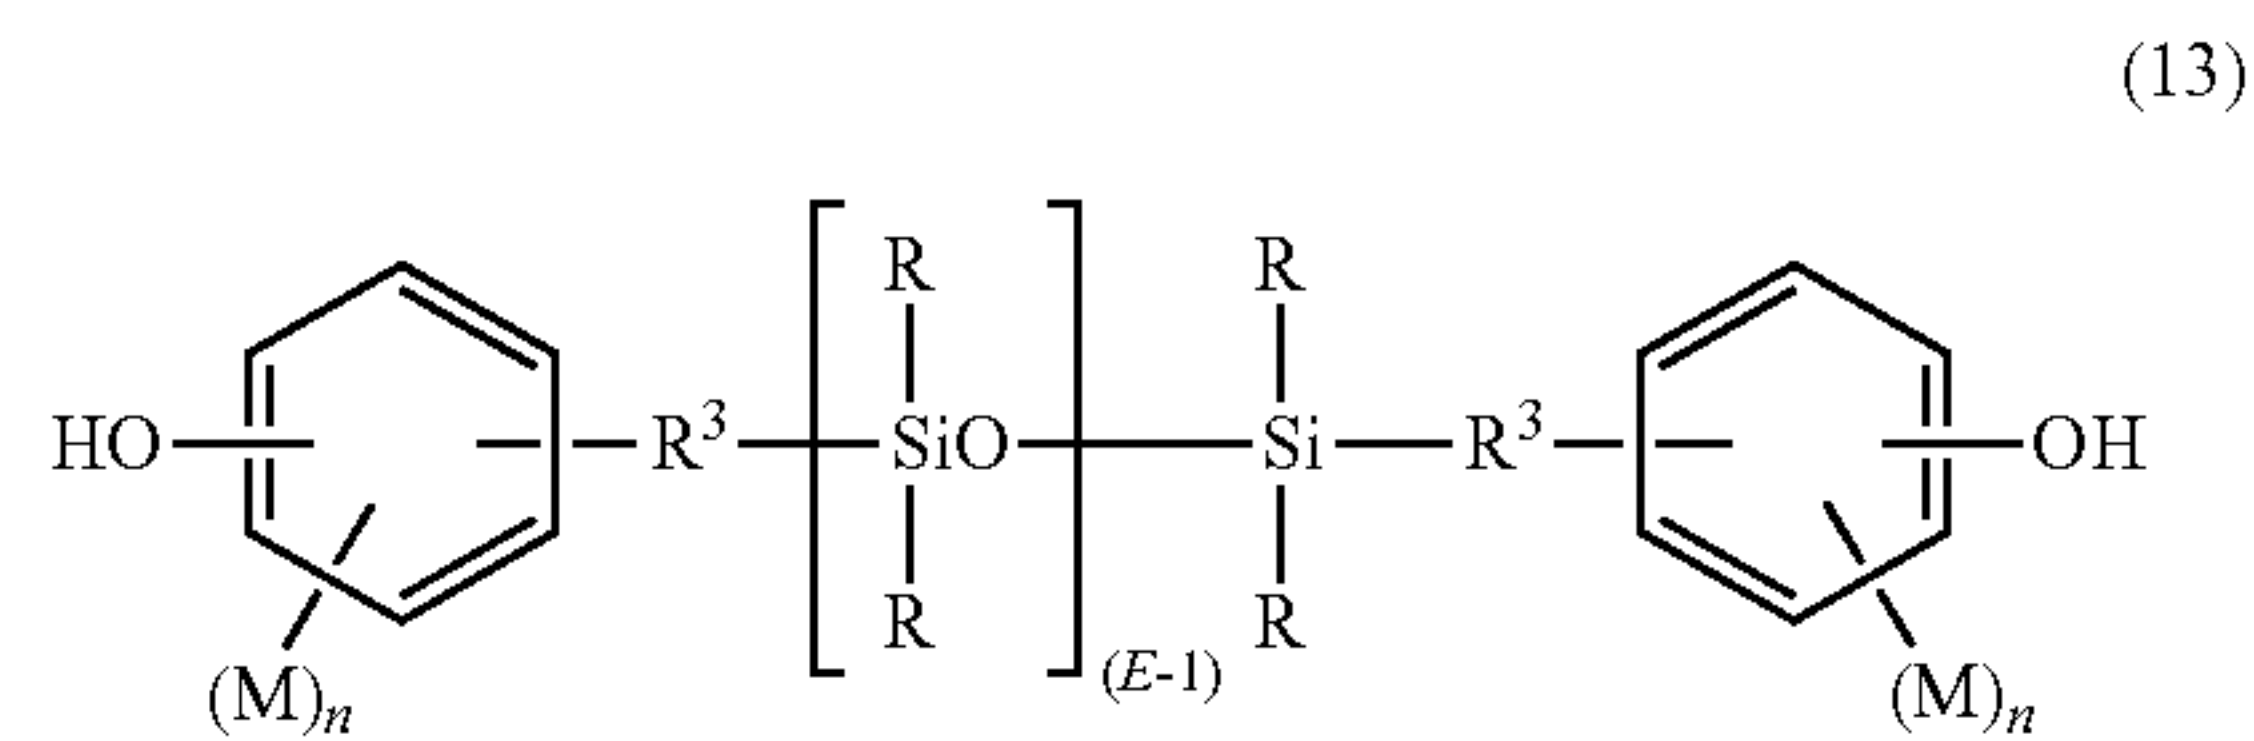 (13)
R R
HO R³ SiO Si R³ OH
R R
(E-1)
(M)n (M)n